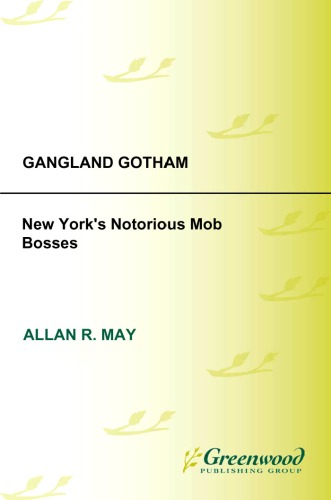 GANGLAND GOTHAM
New York's Notorious Mob
Bosses
ALLAN R. MAY
Greenwood
PUBLISHING GROUP